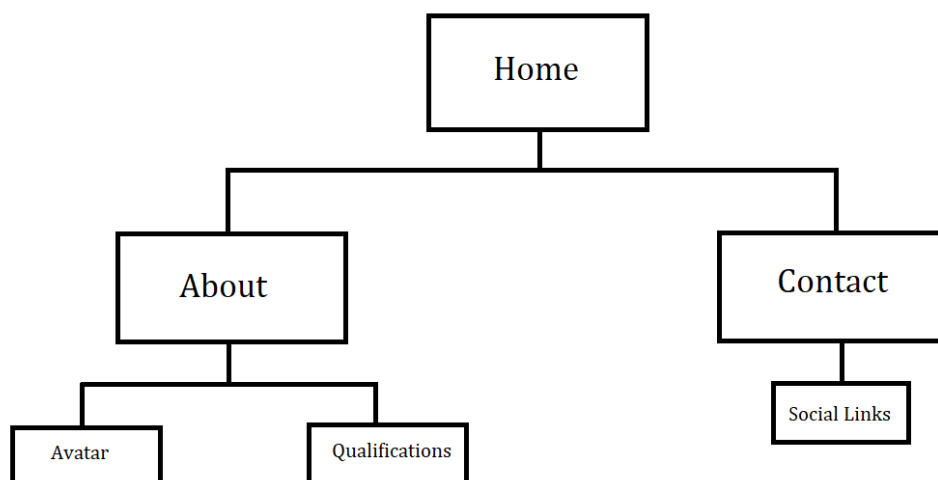 Home
About
Contact
Avatar
Qualifications
Social Links